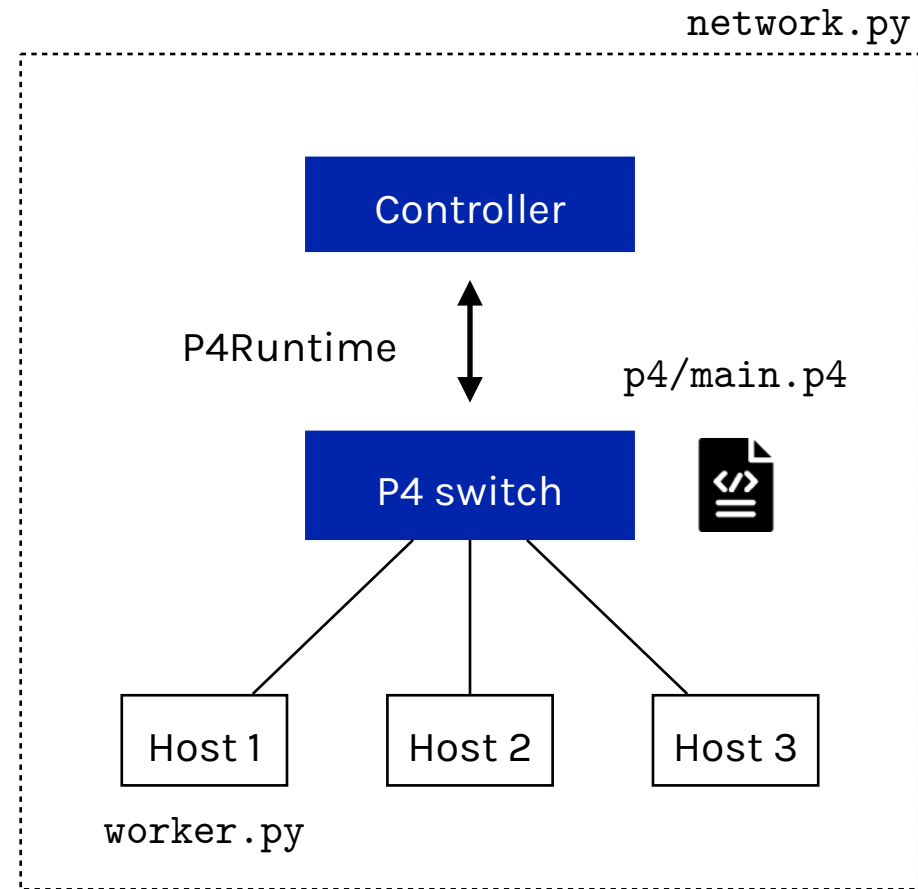 network.py
Controller
P4Runtime
p4/main.p4
P4 switch
</>
Host 1
Host 2
Host 3
worker.py